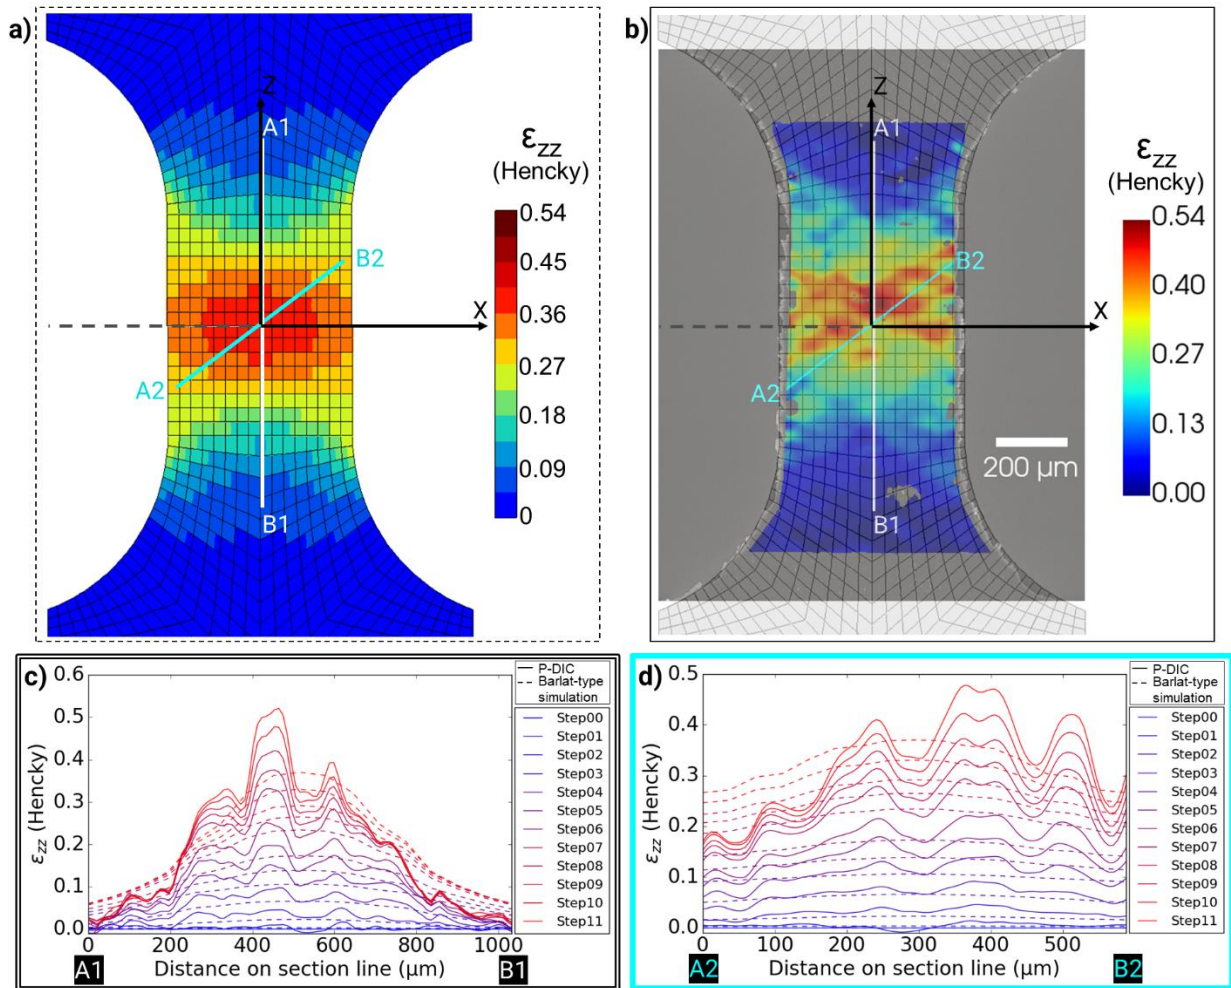 a)
Z
A1
X
B2
A2
B1
εzz
(Hencky)
0.54
0.45
0.36
0.27
0.18
0.09
0
b)
Z
A1
X
B2
A2
B1
200 µm
εzz
(Hencky)
0.54
0.40
0.27
0.13
0.00
c)
εzz (Hencky)
0.6
0.5
0.4
0.3
0.2
0.1
0.0
0 200 400 600 800 1000
A1 Distance on section line (µm) B1
P-DIC
Barlat-type
simulation
Step00
Step01
Step02
Step03
Step04
Step05
Step06
Step07
Step08
Step09
Step10
Step11
d)
εzz (Hencky)
0.5
0.4
0.3
0.2
0.1
0.0
0 100 200 300 400 500
A2 Distance on section line (µm) B2
P-DIC
Barlat-type
simulation
Step00
Step01
Step02
Step03
Step04
Step05
Step06
Step07
Step08
Step09
Step10
Step11